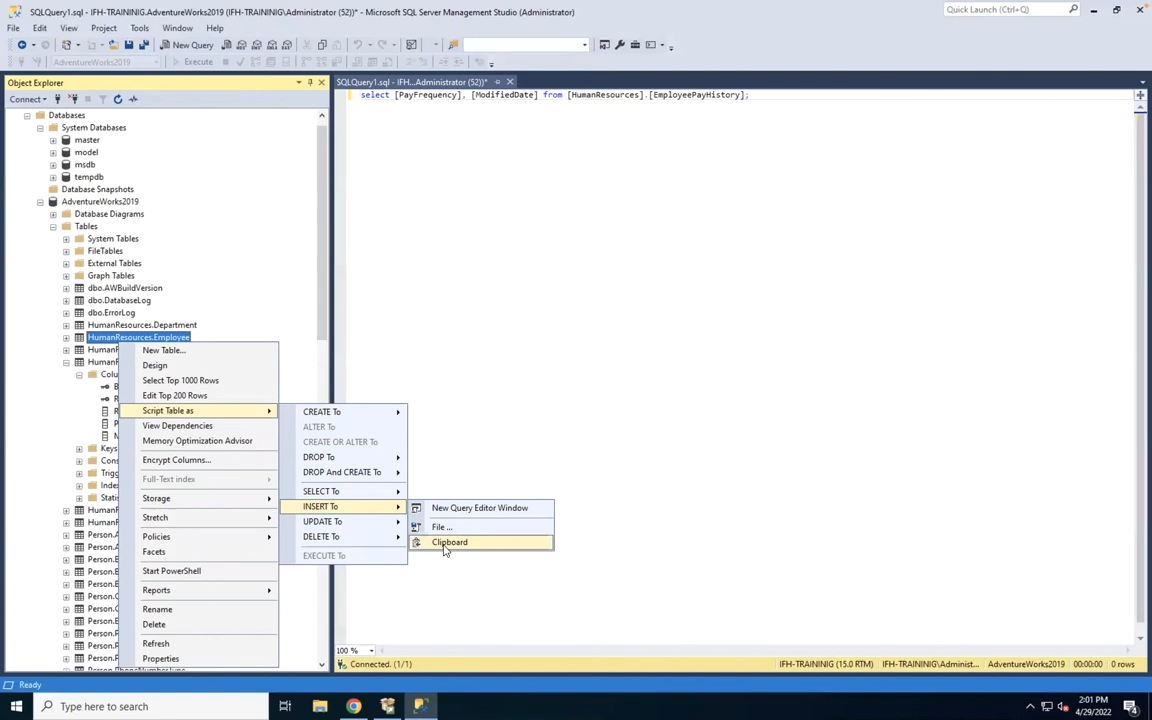 SQLQuery1.sql - IFH-TRAININIG.AdventureWorks2019 (IFH-TRAININIG\Administrator (52))* - Microsoft SQL Server Management Studio (Administrator)
Quick Launch (Ctrl+Q)
File Edit View Project Tools Window Help
New Query
AdventureWorks2019
Execute
Object Explorer
SQLQuery1.sql - IFH...Administrator (52))*
Connect
select [PayFrequency], [ModifiedDate] from [HumanResources].[EmployeePayHistory];
Databases
System Databases
master
model
msdb
tempdb
Database Snapshots
AdventureWorks2019
Database Diagrams
Tables
System Tables
FileTables
External Tables
Graph Tables
dbo.AWBuildVersion
dbo.DatabaseLog
dbo.ErrorLog
HumanResources.Department
HumanResources.Employee
New Table...
Design
Select Top 1000 Rows
Edit Top 200 Rows
Script Table as
View Dependencies
Memory Optimization Advisor
Encrypt Columns...
Full-Text index
Storage
Stretch
Policies
Facets
Start PowerShell
Reports
Rename
Delete
Refresh
Properties
CREATE To
ALTER To
CREATE OR ALTER To
DROP To
DROP And CREATE To
SELECT To
INSERT To
UPDATE To
DELETE To
EXECUTE To
New Query Editor Window
File ...
Clipboard
100 %
Connected. (1/1)
IFH-TRAININIG (15.0 RTM)
IFH-TRAININIG\Administ...
AdventureWorks2019
00:00:00
0 rows
Ready
Type here to search
2:01 PM
4/29/2022
4